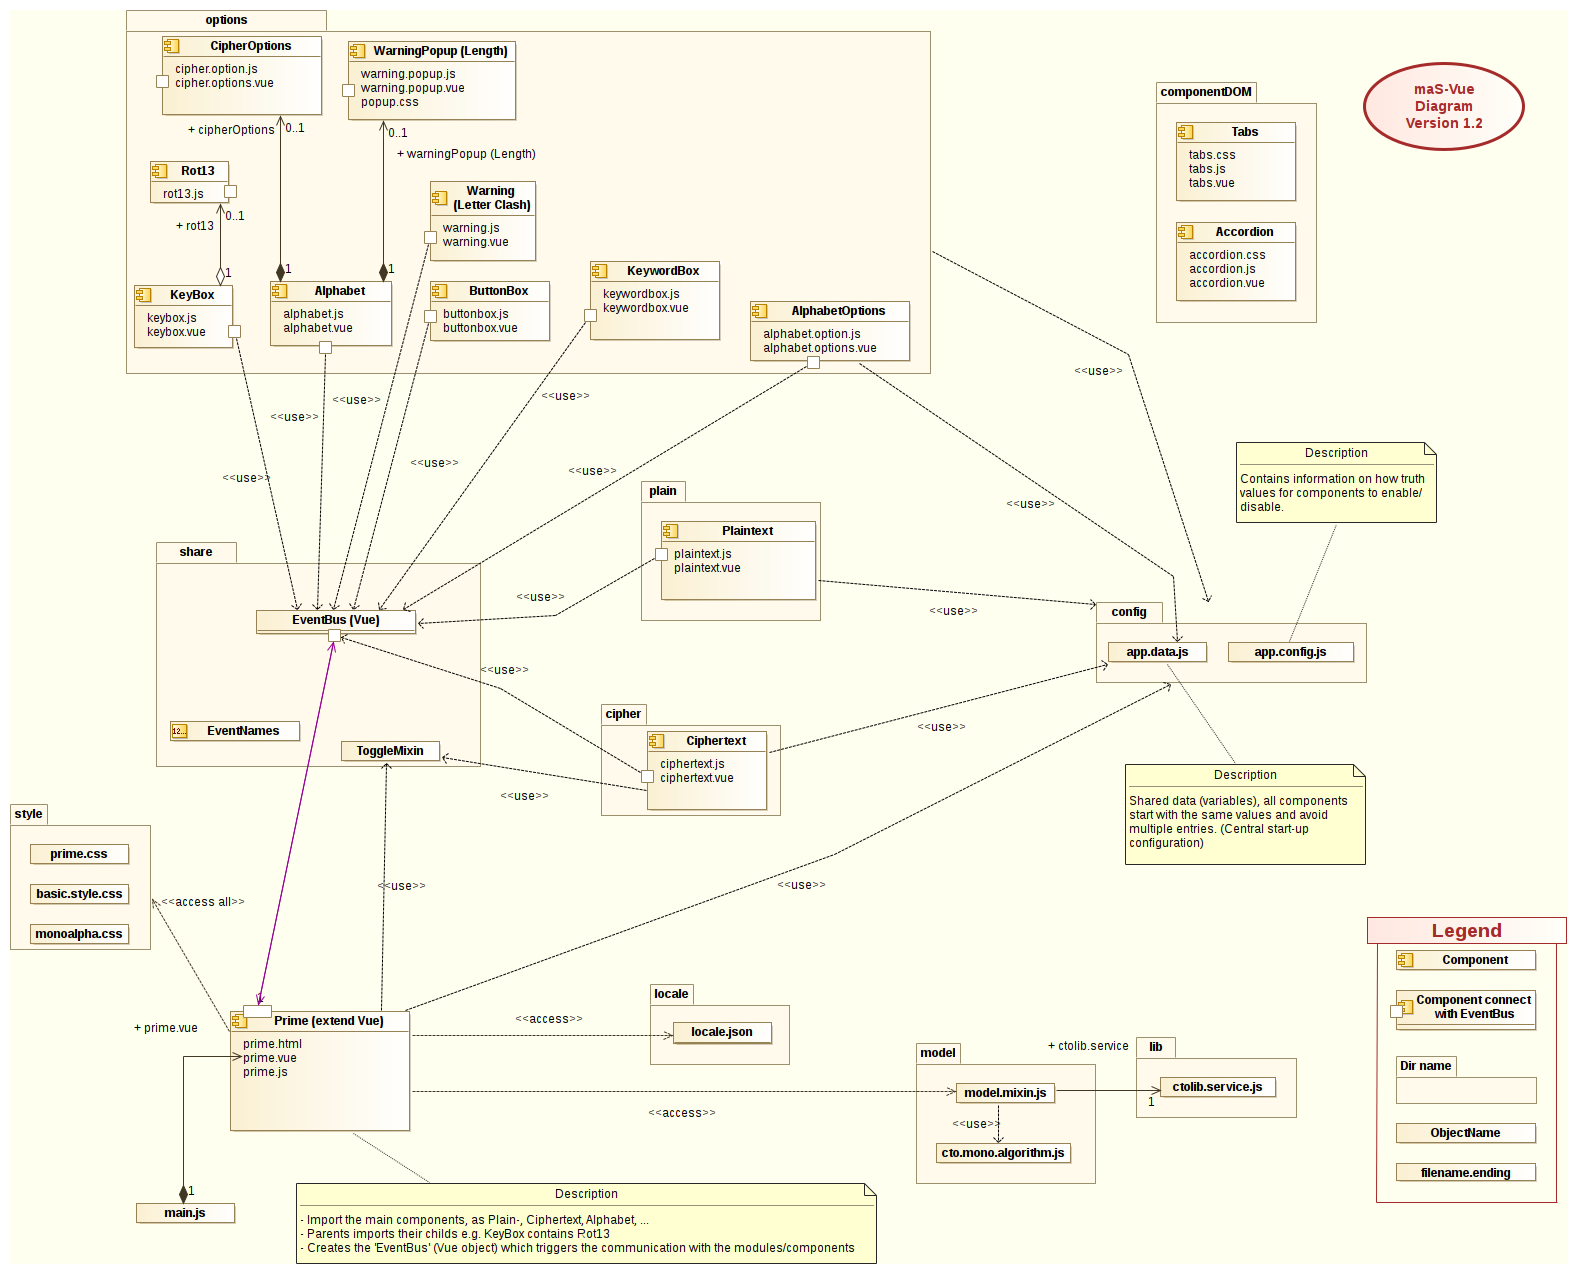 options
CipherOptions
cipher.option.js
cipher.options.vue
WarningPopup (Length)
warning.popup.js
warning.popup.vue
popup.css
+ cipherOptions
0..1
0..1
+ warningPopup (Length)
Rot13
rot13.js
0..1
+ rot13
1
1
1
Warning
(Letter Clash)
warning.js
warning.vue
KeyBox
keybox.js
keybox.vue
Alphabet
alphabet.js
alphabet.vue
ButtonBox
buttonbox.js
buttonbox.vue
KeywordBox
keywordbox.js
keywordbox.vue
AlphabetOptions
alphabet.option.js
alphabet.options.vue
componentDOM
Tabs
tabs.css
tabs.js
tabs.vue
Accordion
accordion.css
accordion.js
accordion.vue
maS-Vue
Diagram
Version 1.2
<<use>>
<<use>>
<<use>>
<<use>>
<<use>>
<<use>>
<<use>>
<<use>>
Description
Contains information on how truth
values for components to enable/
disable.
plain
Plaintext
plaintext.js
plaintext.vue
share
EventBus (Vue)
EventNames
ToggleMixin
<<use>>
<<use>>
<<use>>
<<use>>
<<use>>
config
app.data.js
app.config.js
cipher
Ciphertext
ciphertext.js
ciphertext.vue
Description
Shared data (variables), all components
start with the same values and avoid
multiple entries. (Central start-up
configuration)
style
prime.css
basic.style.css
monoalpha.css
<<access all>>
<<use>>
<<use>>
1
Prime (extend Vue)
prime.html
prime.vue
prime.js
+ prime.vue
1
main.js
<<access>>
locale
locale.json
<<access>>
model
model.mixin.js
<<use>>
cto.mono.algorithm.js
+ ctolib.service
1
lib
ctolib.service.js
Description
- Import the main components, as Plain-, Ciphertext, Alphabet, ...
- Parents imports their childs e.g. KeyBox contains Rot13
- Creates the 'EventBus' (Vue object) which triggers the communication with the modules/components
Legend
Component
Component connect
with EventBus
Dir name
ObjectName
filename.ending